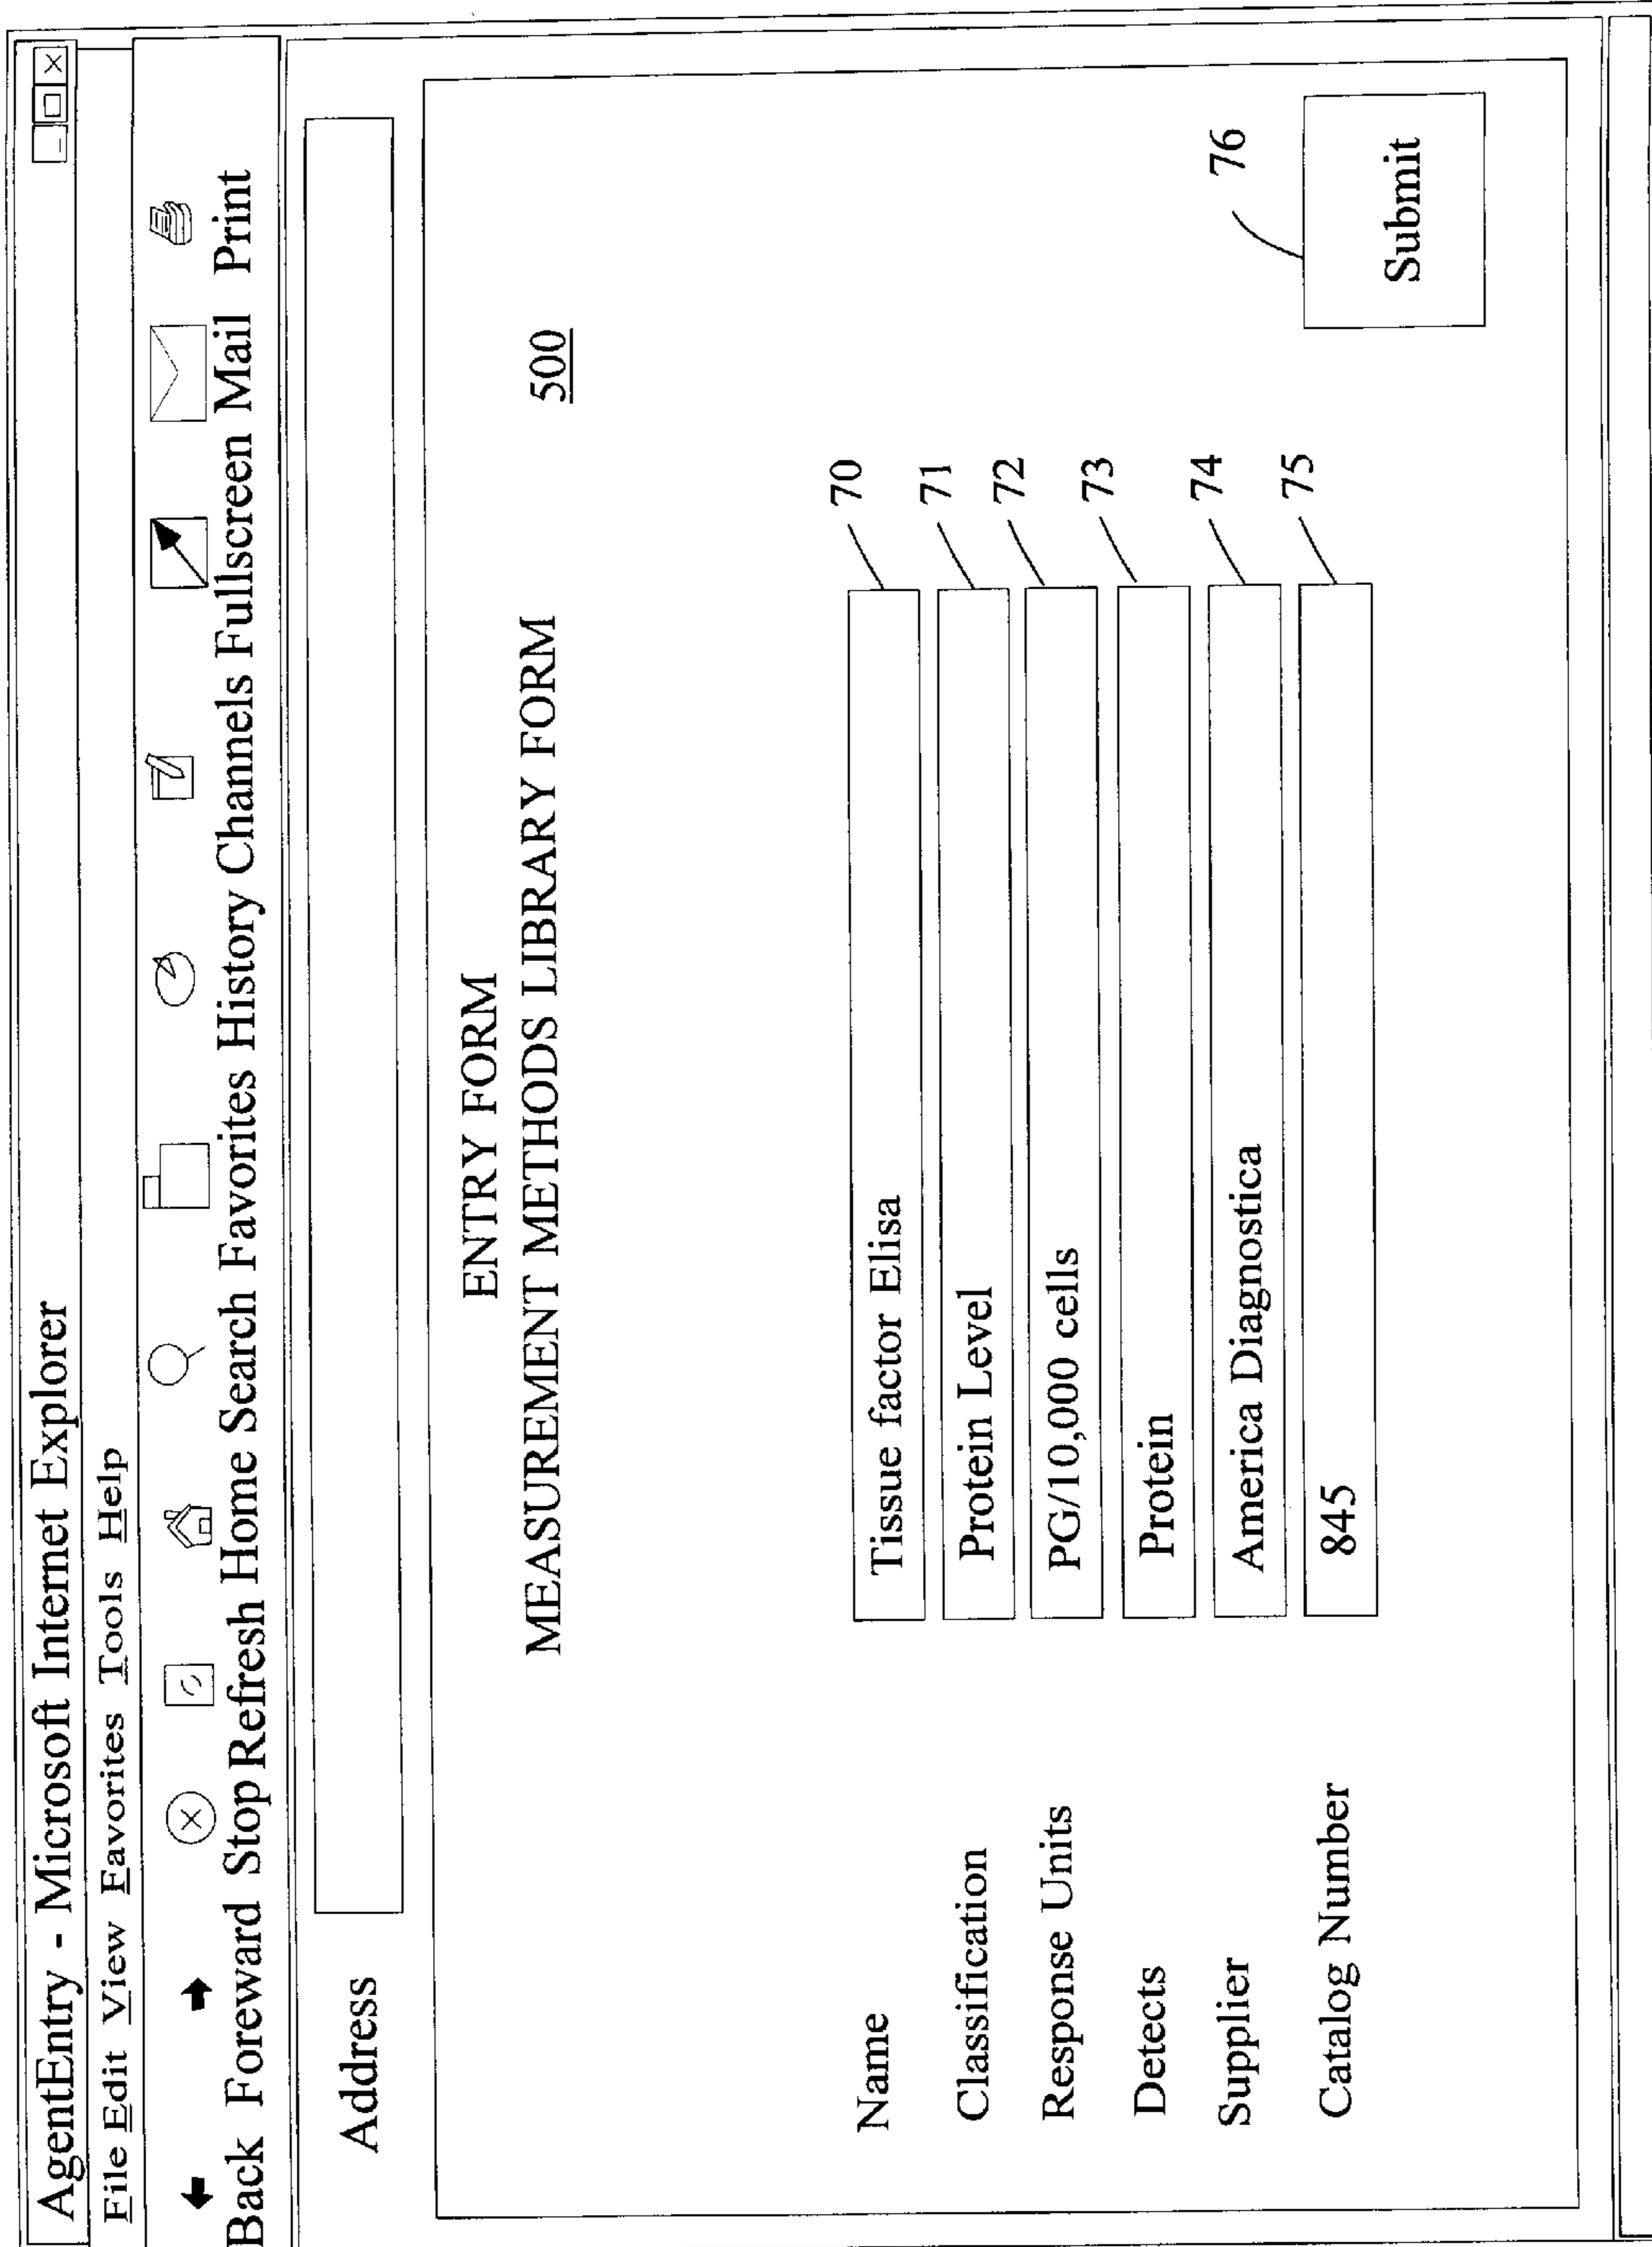 AgentEntry - Microsoft Internet Explorer
File Edit View Favorites Tools Help
Back Foreward Stop Refresh Home Search Favorites History Channels Fullscreen Mail Print
Address
ENTRY FORM
MEASUREMENT METHODS LIBRARY FORM
500
Name Tissue factor Elisa 70
Classification Protein Level 71
Response Units PG/10,000 cells 72
Detects Protein 73
Supplier America Diagnostica 74
Catalog Number 845 75
76
Submit